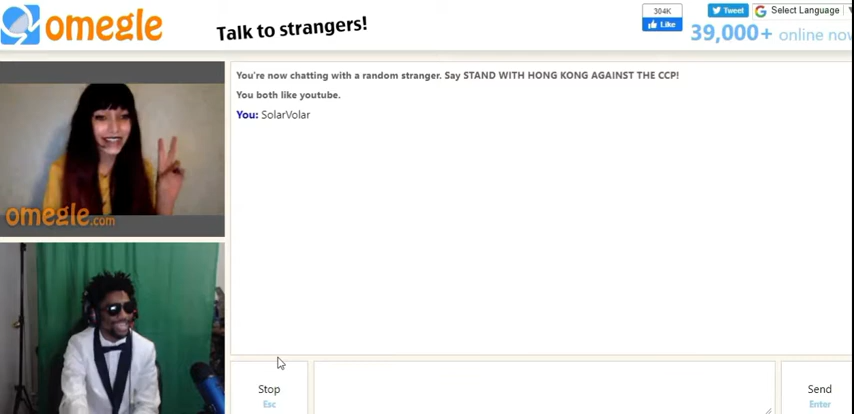 omegle
Talk to strangers!
304K
Like
Tweet
G Select Language
39,000+ online now
You're now chatting with a random stranger. Say STAND WITH HONG KONG AGAINST THE CCP!
You both like youtube.
You: SolarVolar
omegle.com
Stop
Esc
Send
Enter